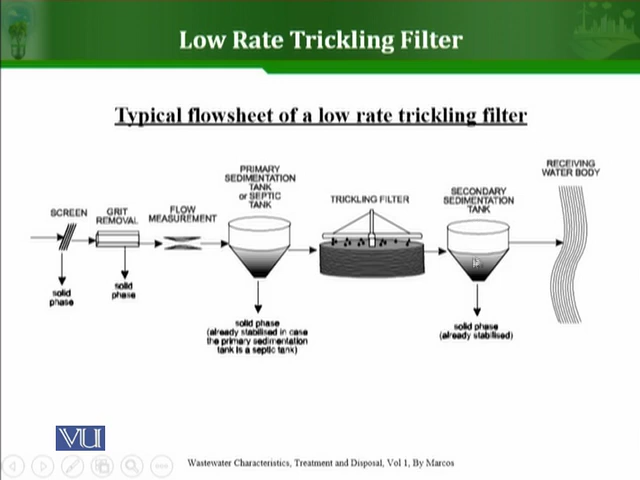 Low Rate Trickling Filter
Typical flowsheet of a low rate trickling filter
SCREEN
GRIT
REMOVAL
FLOW
MEASUREMENT
PRIMARY
SEDIMENTATION
TANK
or SEPTIC
TANK
TRICKLING FILTER
SECONDARY
SEDIMENTATION
TANK
RECEIVING
WATER BODY
solid
phase
solid
phase
solid phase
(already stabilised in case
the primary sedimentation
tank is a septic tank)
solid phase
(already stabilised)
VU
Wastewater Characteristics, Treatment and Disposal, Vol 1, By Marcos